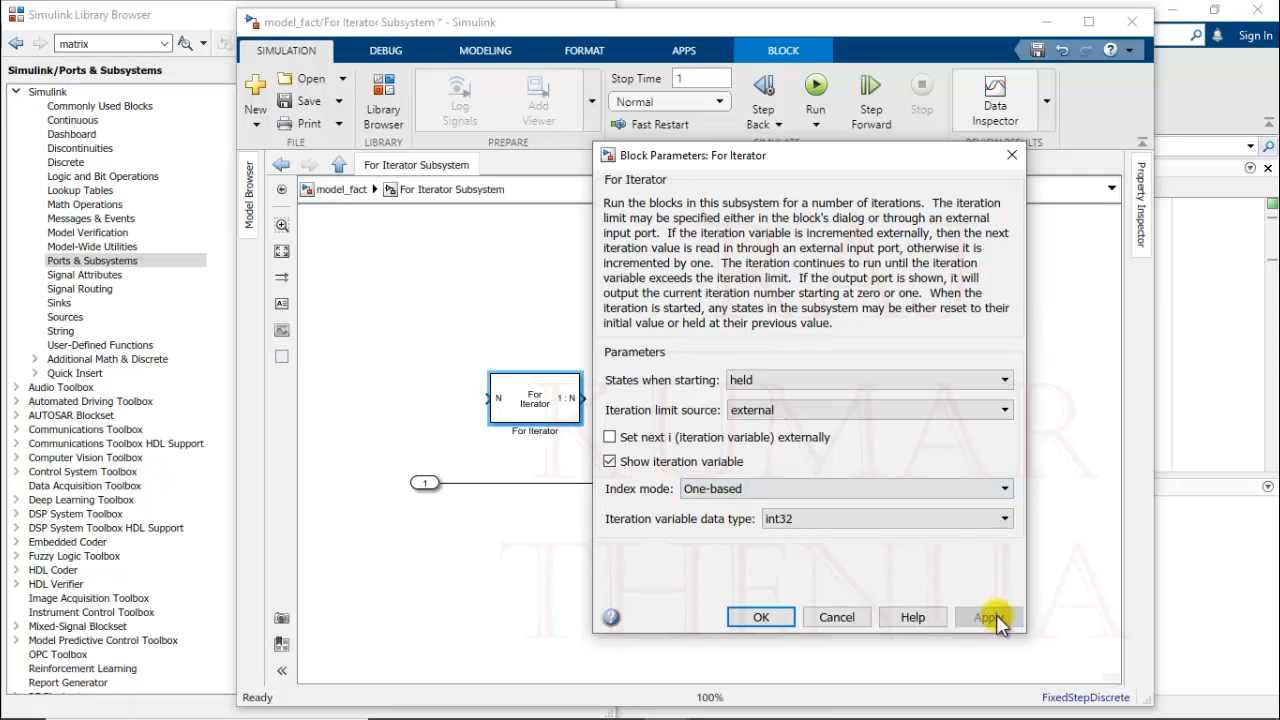 Simulink Library Browser
matrix
Simulink/Ports & Subsystems
Simulink
Commonly Used Blocks
Continuous
Dashboard
Discontinuities
Discrete
Logic and Bit Operations
Lookup Tables
Math Operations
Messages & Events
Model Verification
Model-Wide Utilities
Ports & Subsystems
Signal Attributes
Signal Routing
Sinks
Sources
String
User-Defined Functions
Additional Math & Discrete
Quick Insert
Audio Toolbox
Automated Driving Toolbox
AUTOSAR Blockset
Communications Toolbox
Communications Toolbox HDL Support
Computer Vision Toolbox
Control System Toolbox
Data Acquisition Toolbox
Deep Learning Toolbox
DSP System Toolbox
DSP System Toolbox HDL Support
Embedded Coder
Fuzzy Logic Toolbox
HDL Coder
HDL Verifier
Image Acquisition Toolbox
Instrument Control Toolbox
Mixed-Signal Blockset
Model Predictive Control Toolbox
OPC Toolbox
Reinforcement Learning
Report Generator
model_fact/For Iterator Subsystem * - Simulink
SIMULATION DEBUG MODELING FORMAT APPS BLOCK
Sign In
New
Open
Save
Print
FILE
Library
Browser
LIBRARY
Log
Signals
Add
Viewer
PREPARE
Stop Time 1
Normal
Fast Restart
Step
Back
Run
Step
Forward
Stop
SIMULATE
Data
Inspector
REVIEW RESULTS
Model Browser
For Iterator Subsystem
model_fact For Iterator Subsystem
Property Inspector
N For Iterator 1 : N
For Iterator
1
Block Parameters: For Iterator
For Iterator
Run the blocks in this subsystem for a number of iterations. The iteration
limit may be specified either in the block's dialog or through an external
input port. If the iteration variable is incremented externally, then the next
iteration value is read in through an external input port, otherwise it is
incremented by one. The iteration continues to run until the iteration
variable exceeds the iteration limit. If the output port is shown, it will
output the current iteration number starting at zero or one. When the
iteration is started, any states in the subsystem may be either reset to their
initial value or held at their previous value.
Parameters
States when starting: held
Iteration limit source: external
Set next i (iteration variable) externally
Show iteration variable
Index mode: One-based
Iteration variable data type: int32
OK Cancel Help Apply
KUMAR
THENUA
Ready
100%
FixedStepDiscrete